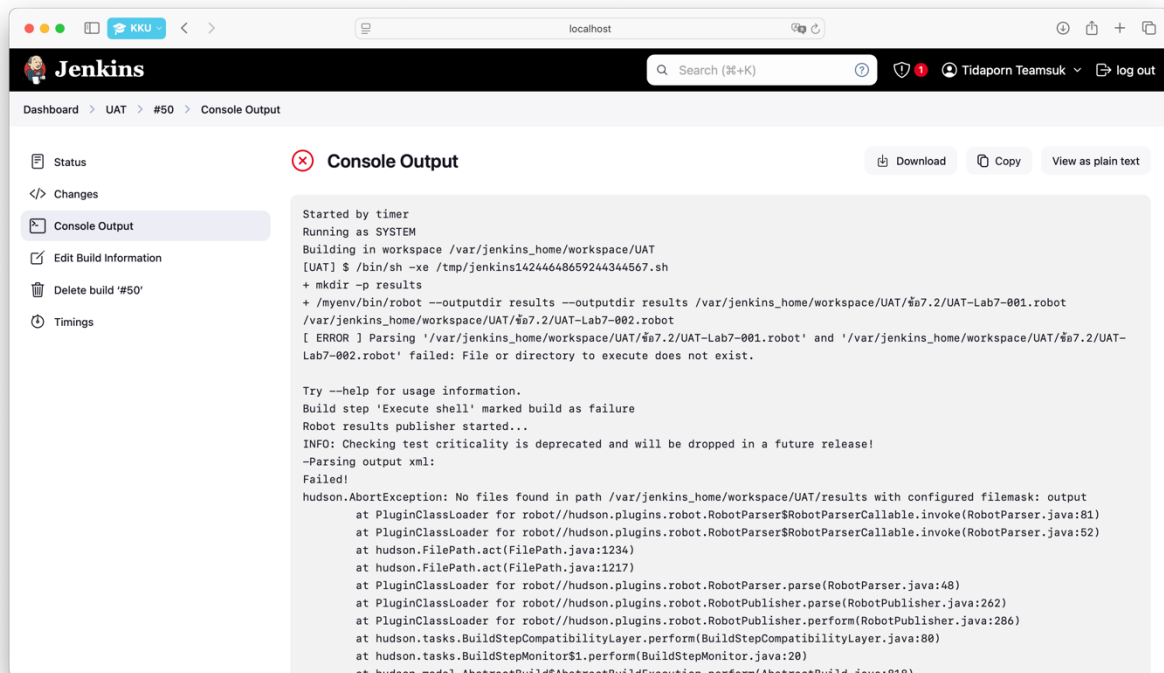 KKU
localhost
Jenkins
Search (⌘+K)
?
1
Tidaporn Teamsuk
log out
Dashboard > UAT > #50 > Console Output
Status
Changes
Console Output
Edit Build Information
Delete build ‘#50’
Timings
Console Output
Download
Copy
View as plain text
Started by timer
Running as SYSTEM
Building in workspace /var/jenkins_home/workspace/UAT
[UAT] $ /bin/sh -xe /tmp/jenkins14244648659244344567.sh
+ mkdir -p results
+ /myenv/bin/robot --outputdir results --outputdir results /var/jenkins_home/workspace/UAT/ข้อ7.2/UAT-Lab7-001.robot
/var/jenkins_home/workspace/UAT/ข้อ7.2/UAT-Lab7-002.robot
[ ERROR ] Parsing '/var/jenkins_home/workspace/UAT/ข้อ7.2/UAT-Lab7-001.robot' and '/var/jenkins_home/workspace/UAT/ข้อ7.2/UAT-
Lab7-002.robot' failed: File or directory to execute does not exist.
Try --help for usage information.
Build step 'Execute shell' marked build as failure
Robot results publisher started...
INFO: Checking test criticality is deprecated and will be dropped in a future release!
-Parsing output xml:
Failed!
hudson.AbortException: No files found in path /var/jenkins_home/workspace/UAT/results with configured filemask: output
at PluginClassLoader for robot//hudson.plugins.robot.RobotParser$RobotParserCallable.invoke(RobotParser.java:81)
at PluginClassLoader for robot//hudson.plugins.robot.RobotParser$RobotParserCallable.invoke(RobotParser.java:52)
at hudson.FilePath.act(FilePath.java:1234)
at hudson.FilePath.act(FilePath.java:1217)
at PluginClassLoader for robot//hudson.plugins.robot.RobotParser.parse(RobotParser.java:48)
at PluginClassLoader for robot//hudson.plugins.robot.RobotPublisher.parse(RobotPublisher.java:262)
at PluginClassLoader for robot//hudson.plugins.robot.RobotPublisher.perform(RobotPublisher.java:286)
at hudson.tasks.BuildStepCompatibilityLayer.perform(BuildStepCompatibilityLayer.java:80)
at hudson.tasks.BuildStepMonitor$1.perform(BuildStepMonitor.java:20)
at hudson.model.AbstractBuild$AbstractBuildExecution.perform(AbstractBuild.java:818)